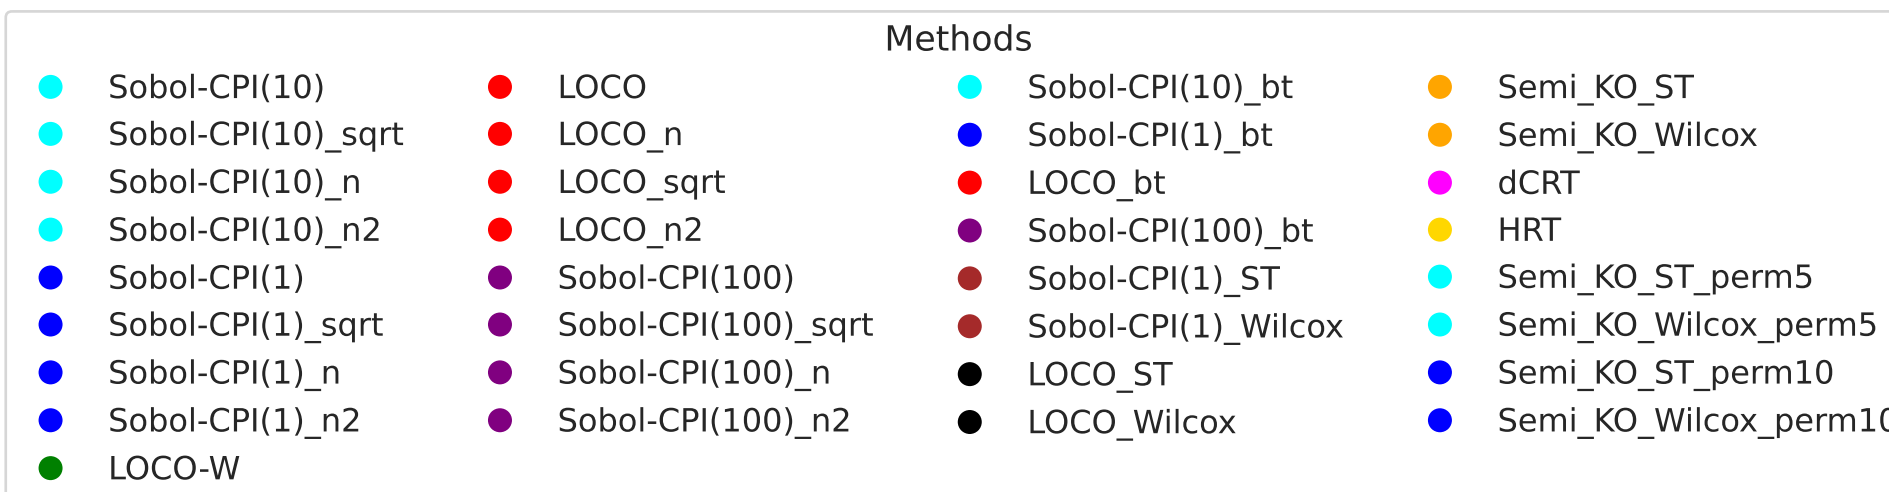 Methods
Sobol-CPI(10)
Sobol-CPI(10)_sqrt
Sobol-CPI(10)_n
Sobol-CPI(10)_n2
Sobol-CPI(1)
Sobol-CPI(1)_sqrt
Sobol-CPI(1)_n
Sobol-CPI(1)_n2
LOCO-W
LOCO
LOCO_n
LOCO_sqrt
LOCO_n2
Sobol-CPI(100)
Sobol-CPI(100)_sqrt
Sobol-CPI(100)_n
Sobol-CPI(100)_n2
Sobol-CPI(10)_bt
Sobol-CPI(1)_bt
LOCO_bt
Sobol-CPI(100)_bt
Sobol-CPI(1)_ST
Sobol-CPI(1)_Wilcox
LOCO_ST
LOCO_Wilcox
Semi_KO_ST
Semi_KO_Wilcox
dCRT
HRT
Semi_KO_ST_perm5
Semi_KO_Wilcox_perm5
Semi_KO_ST_perm10
Semi_KO_Wilcox_perm10